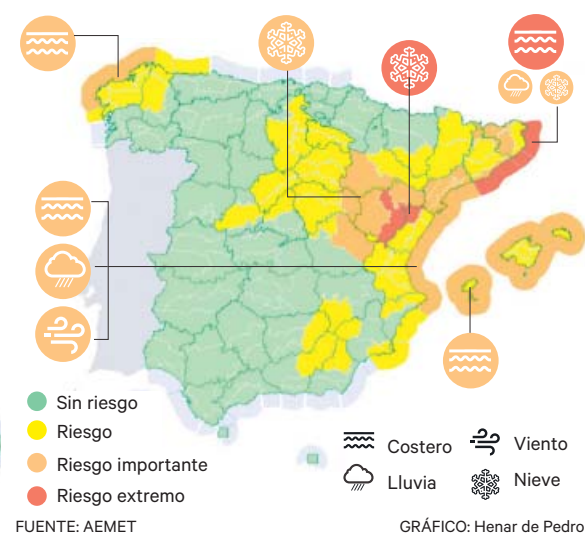 Sin riesgo
Riesgo
Riesgo importante
Riesgo extremo
Costero
Viento
Lluvia
Nieve
FUENTE: AEMET
GRÁFICO: Henar de Pedro